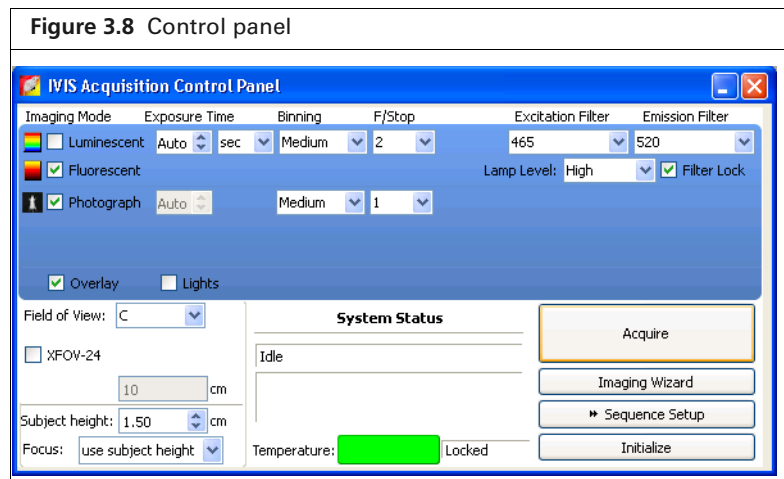 Figure 3.8 Control panel
IVIS Acquisition Control Panel
Imaging Mode Exposure Time Binning F/Stop Excitation Filter Emission Filter
Luminescent Auto sec Medium 2 465 520
Fluorescent Lamp Level: High Filter Lock
Photograph Auto Medium 1
Overlay Lights
Field of View: C
XFOV-24
10 cm
Subject height: 1.50 cm
Focus: use subject height
System Status
Idle
Temperature: Locked
Acquire
Imaging Wizard
Sequence Setup
Initialize